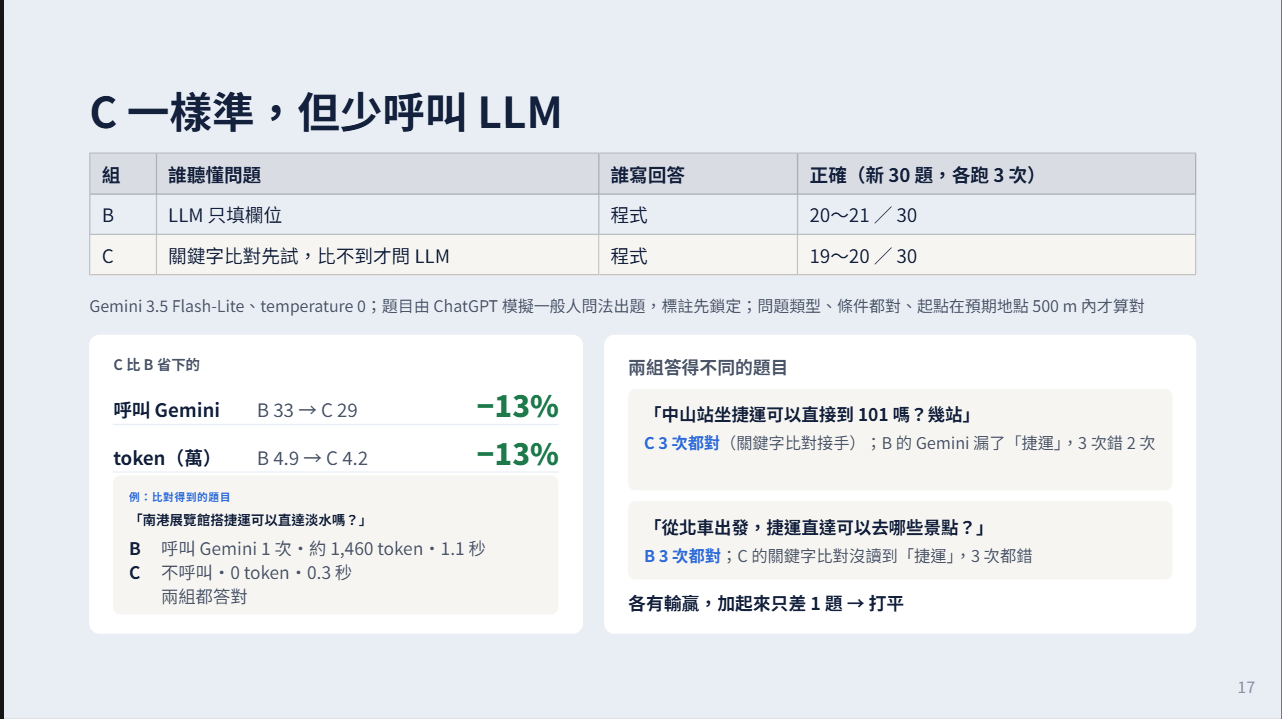 C 一樣準，但少呼叫 LLM
組 誰聽懂問題 誰寫回答 正確（新 30 題，各跑 3 次）
B LLM 只填欄位 程式 20～21 ／ 30
C 關鍵字比對先試，比不到才問 LLM 程式 19～20 ／ 30
Gemini 3.5 Flash-Lite、temperature 0；題目由 ChatGPT 模擬一般人問法出題，標註先鎖定；問題類型、條件都對、起點在預期地點 500 m 內才算對
C 比 B 省下的
呼叫 Gemini B 33 → C 29 −13%
token（萬） B 4.9 → C 4.2 −13%
例：比對得到的題目
「南港展覽館搭捷運可以直達淡水嗎？」
B 呼叫 Gemini 1 次・約 1,460 token・1.1 秒
C 不呼叫・0 token・0.3 秒
兩組都答對
兩組答得不同的題目
「中山站坐捷運可以直接到 101 嗎？幾站」
C 3 次都對（關鍵字比對接手）；B 的 Gemini 漏了「捷運」，3 次錯 2 次
「從北車出發，捷運直達可以去哪些景點？」
B 3 次都對；C 的關鍵字比對沒讀到「捷運」，3 次都錯
各有輸贏，加起來只差 1 題 → 打平
17